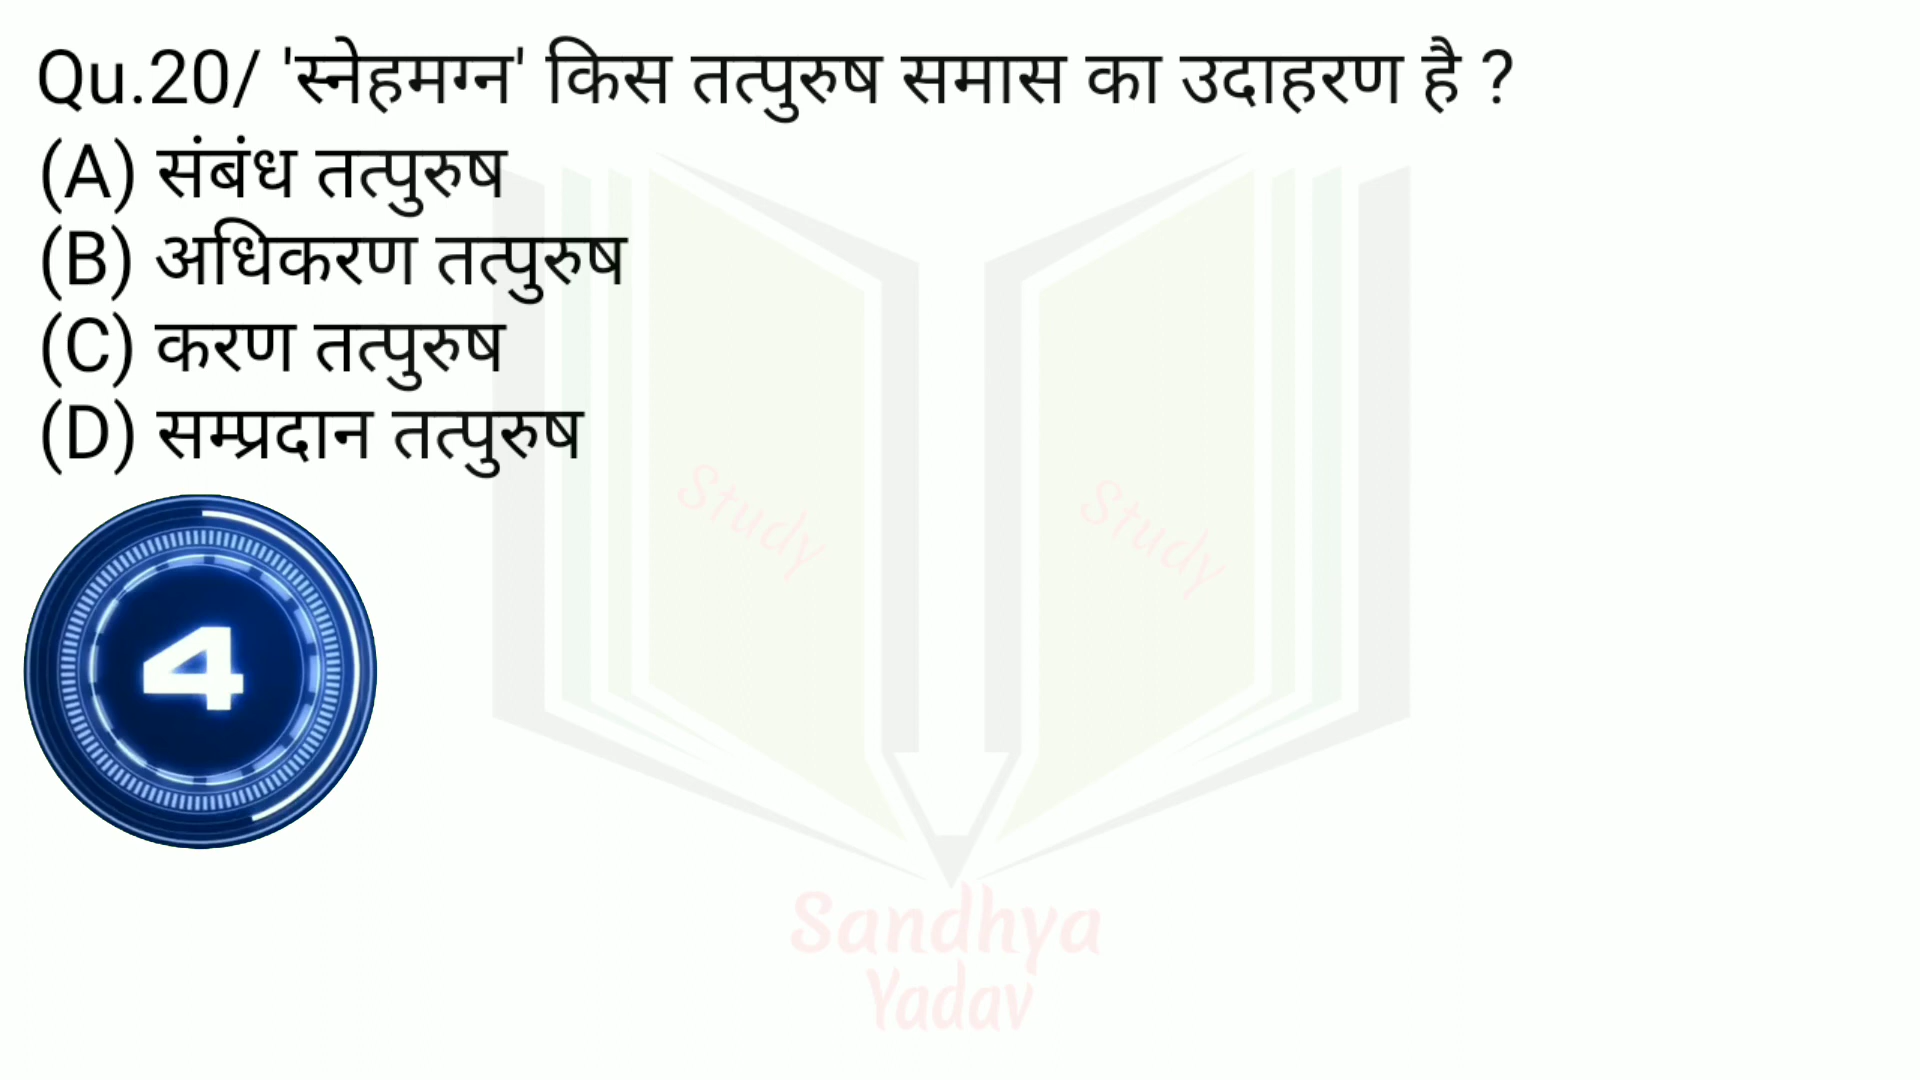 Qu.20/ 'स्नेहमग्न' किस तत्पुरुष समास का उदाहरण है ?
(A) संबंध तत्पुरुष
(B) अधिकरण तत्पुरुष
(C) करण तत्पुरुष
(D) सम्प्रदान तत्पुरुष
Study Study
4
Sandhya
Yadav